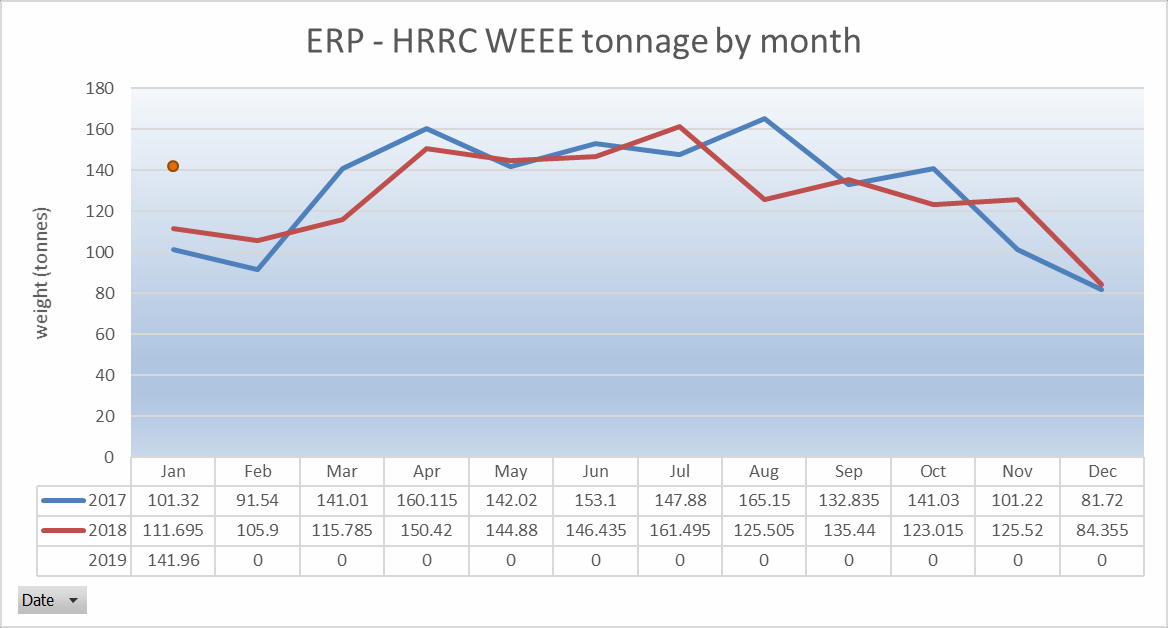 ERP - HRRC WEEE tonnage by month
180
160
140
120
100
80
60
40
20
0
weight (tonnes)
Jan Feb Mar Apr May Jun Jul Aug Sep Oct Nov Dec
2017 101.32 91.54 141.01 160.115 142.02 153.1 147.88 165.15 132.835 141.03 101.22 81.72
2018 111.695 105.9 115.785 150.42 144.88 146.435 161.495 125.505 135.44 123.015 125.52 84.355
2019 141.96 0 0 0 0 0 0 0 0 0 0 0
Date